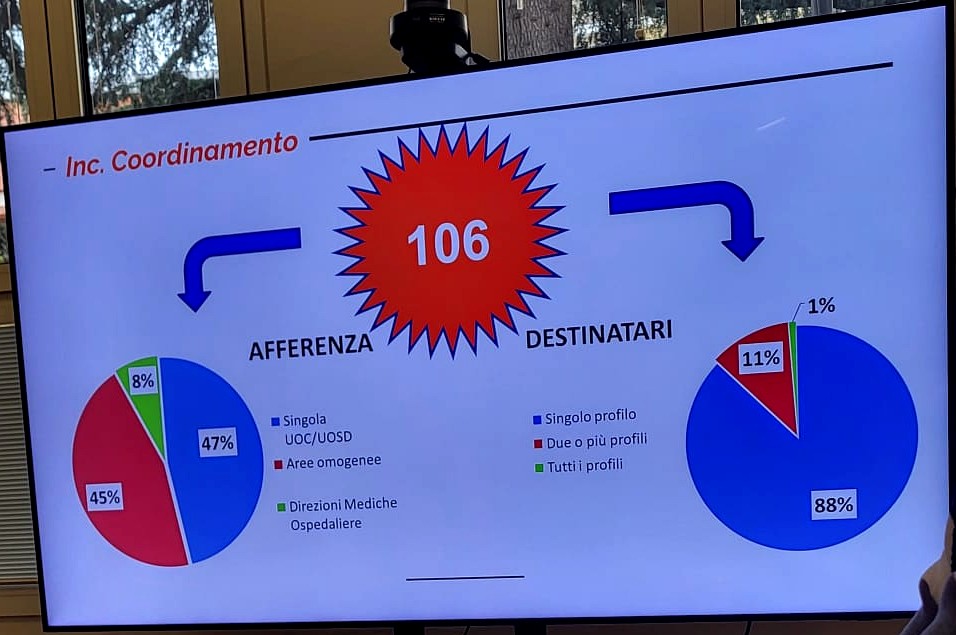 – Inc. Coordinamento
106
AFFERENZA
DESTINATARI
8%
47%
45%
Singola
UOC/UOSD
Aree omogenee
Direzioni Mediche
Ospedaliere
Singolo profilo
Due o più profili
Tutti i profili
1%
11%
88%